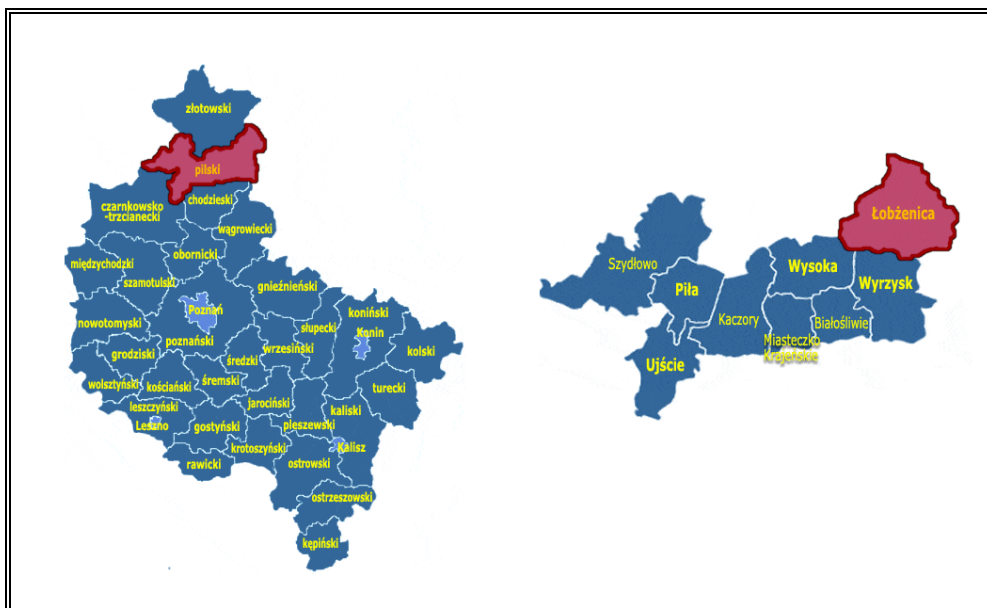 złotowski
pilski
chodzieski
czarnkowsko
-trzcianecki
wągrowiecki
obornicki
międzychodzki
szamotulski
gnieźnieński
Poznań
nowotomyski
słupecki
koniński
Konin
poznański
wrzesiński
kolski
grodziski
średzki
wolsztyński
kościański
śremski
turecki
leszczyński
jarociński
kaliski
Leszno
gostyński
pleszewski
krotoszyński
Kalisz
rawicki
ostrowski
ostrzeszowski
kępiński
Łobżenica
Szydłowo
Wysoka
Piła
Wyrzysk
Kaczory
Białośliwie
Miasteczko
Krajeńskie
Ujście